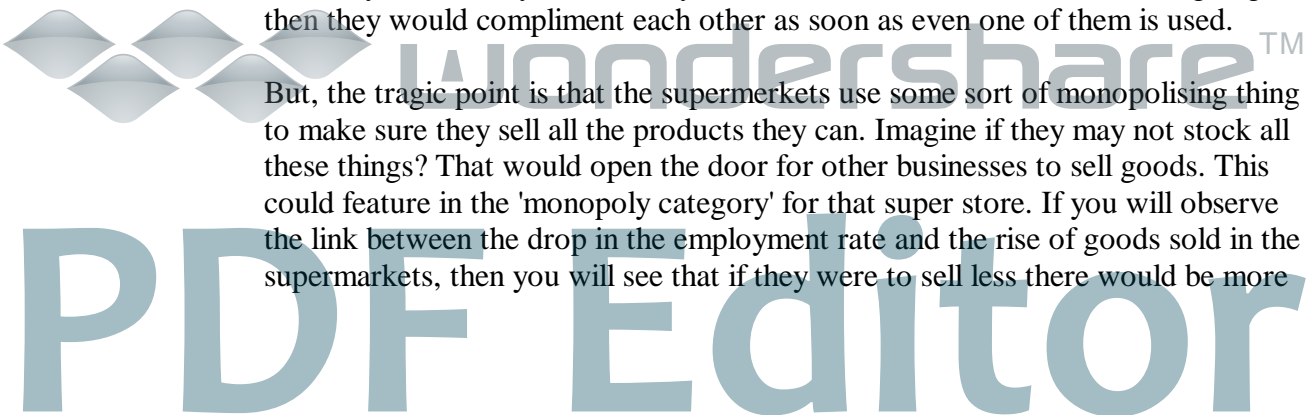 then they would compliment each other as soon as even one of them is used.
wondershare™
But, the tragic point is that the supermerkets use some sort of monopolising thing
to make sure they sell all the products they can. Imagine if they may not stock all
these things? That would open the door for other businesses to sell goods. This
could feature in the 'monopoly category' for that super store. If you will observe
the link between the drop in the employment rate and the rise of goods sold in the
supermarkets, then you will see that if they were to sell less there would be more
PDF Editor